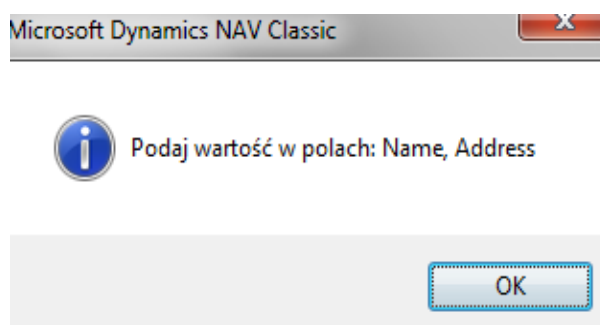 Microsoft Dynamics NAV Classic
Podaj wartość w polach: Name, Address
OK